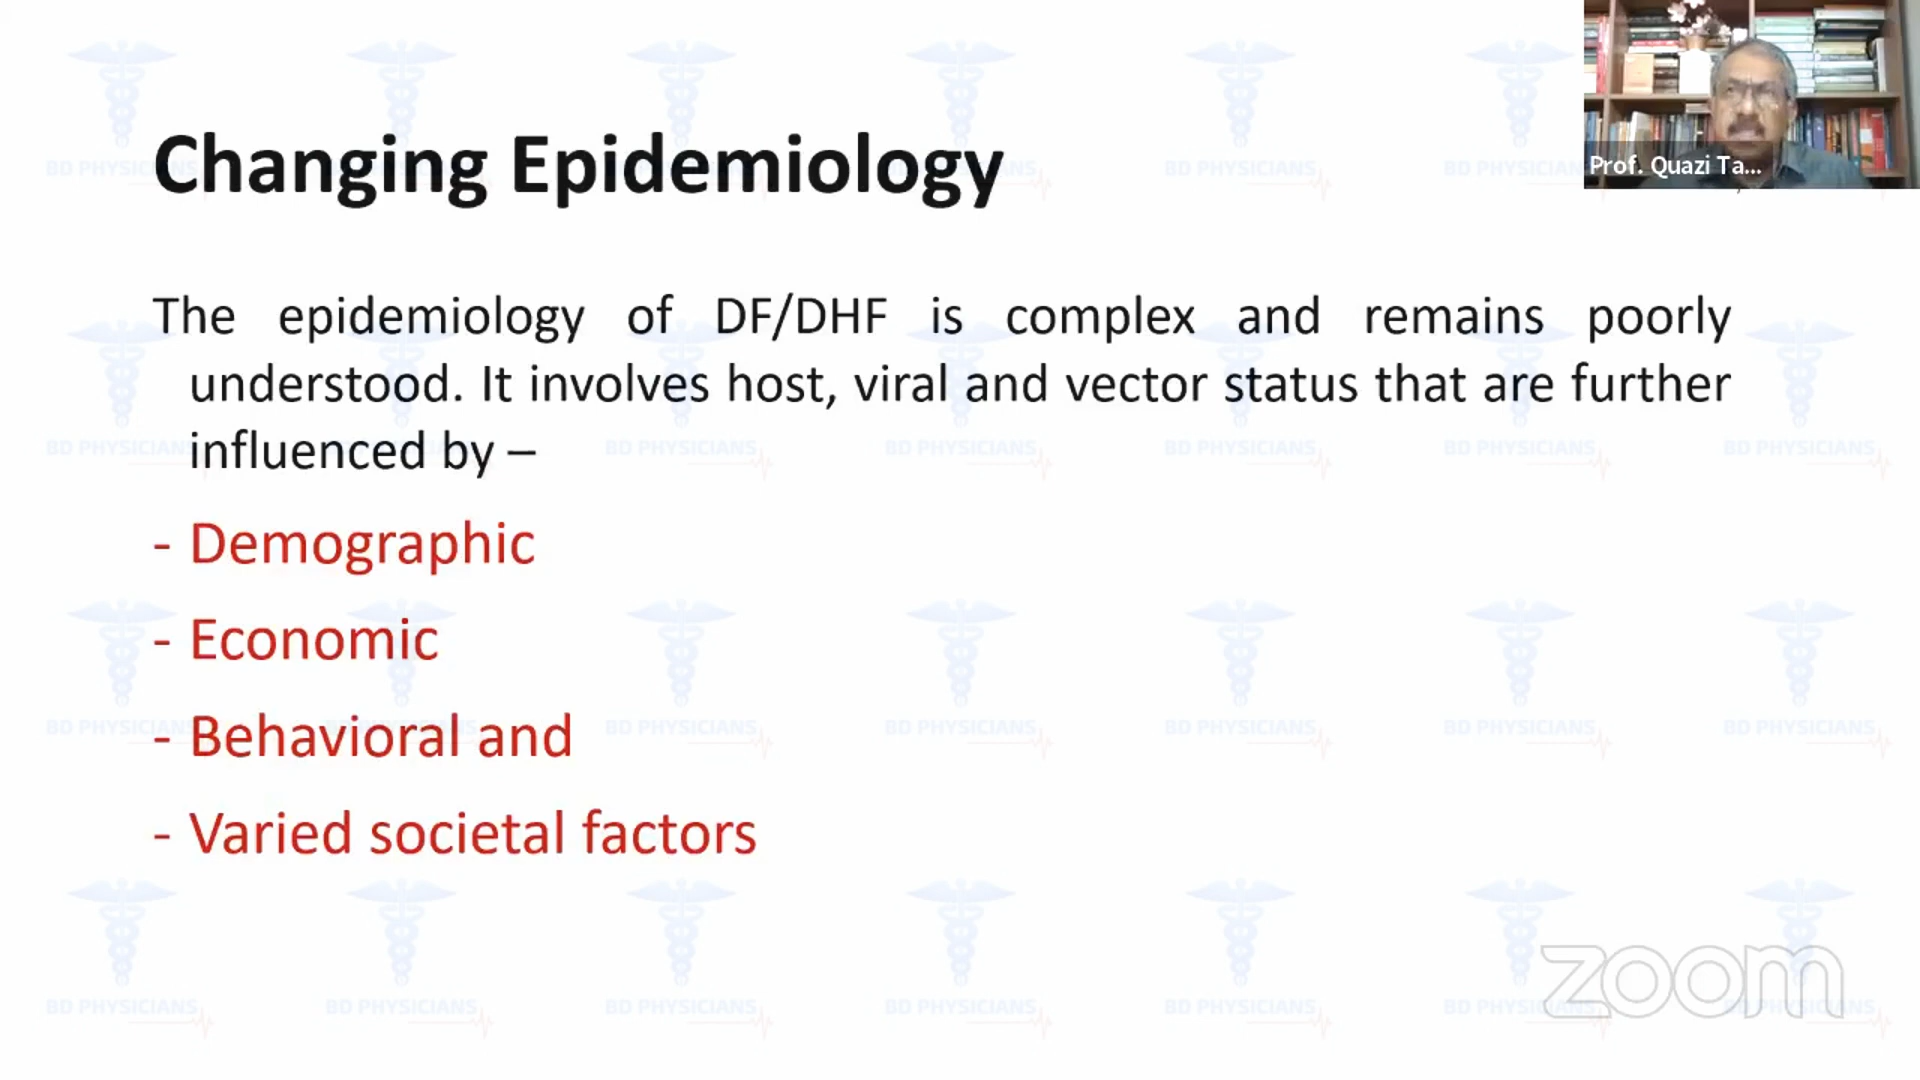 Changing Epidemiology
Prof. Quazi Ta...
The epidemiology of DF/DHF is complex and remains poorly
understood. It involves host, viral and vector status that are further
influenced by –
- Demographic
- Economic
- Behavioral and
- Varied societal factors
zoom
BD PHYSICIANS